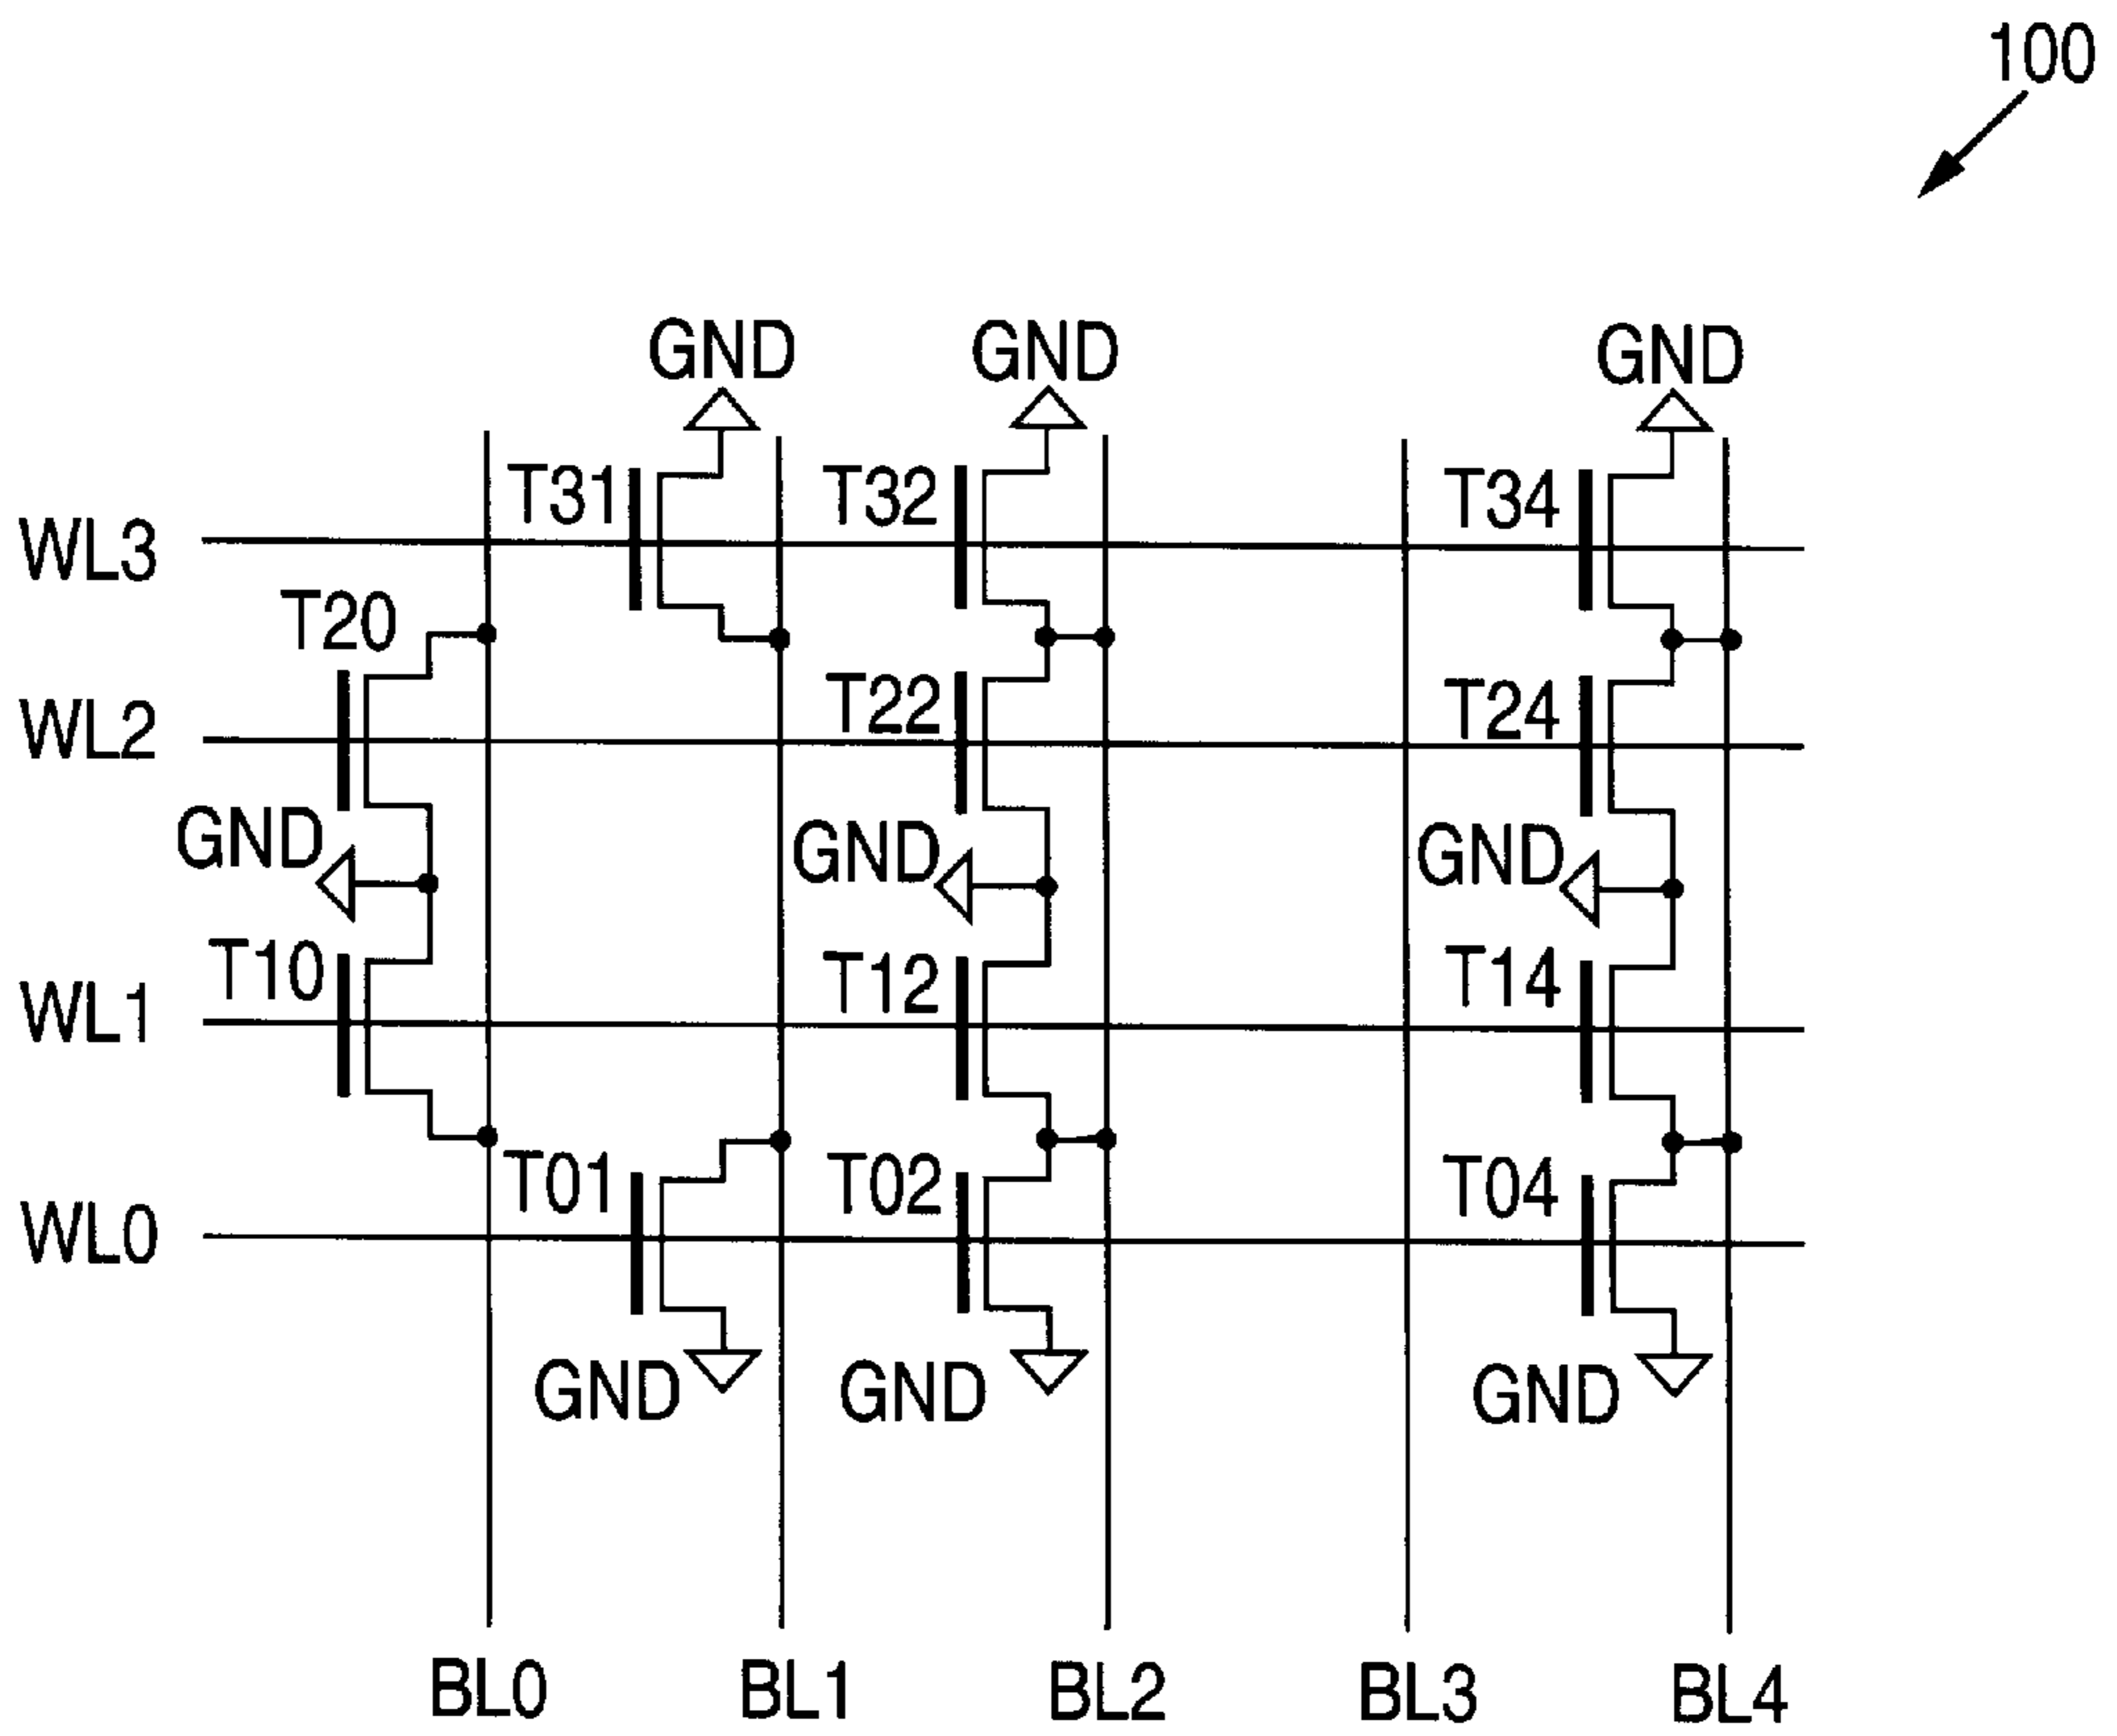 100
GND GND GND
T31 T32 T34
WL3
T20
WL2 T22 T24
GND GND GND
T10 T12 T14
WL1
T01 T02 T04
WL0
GND GND GND
BL0 BL1 BL2 BL3 BL4